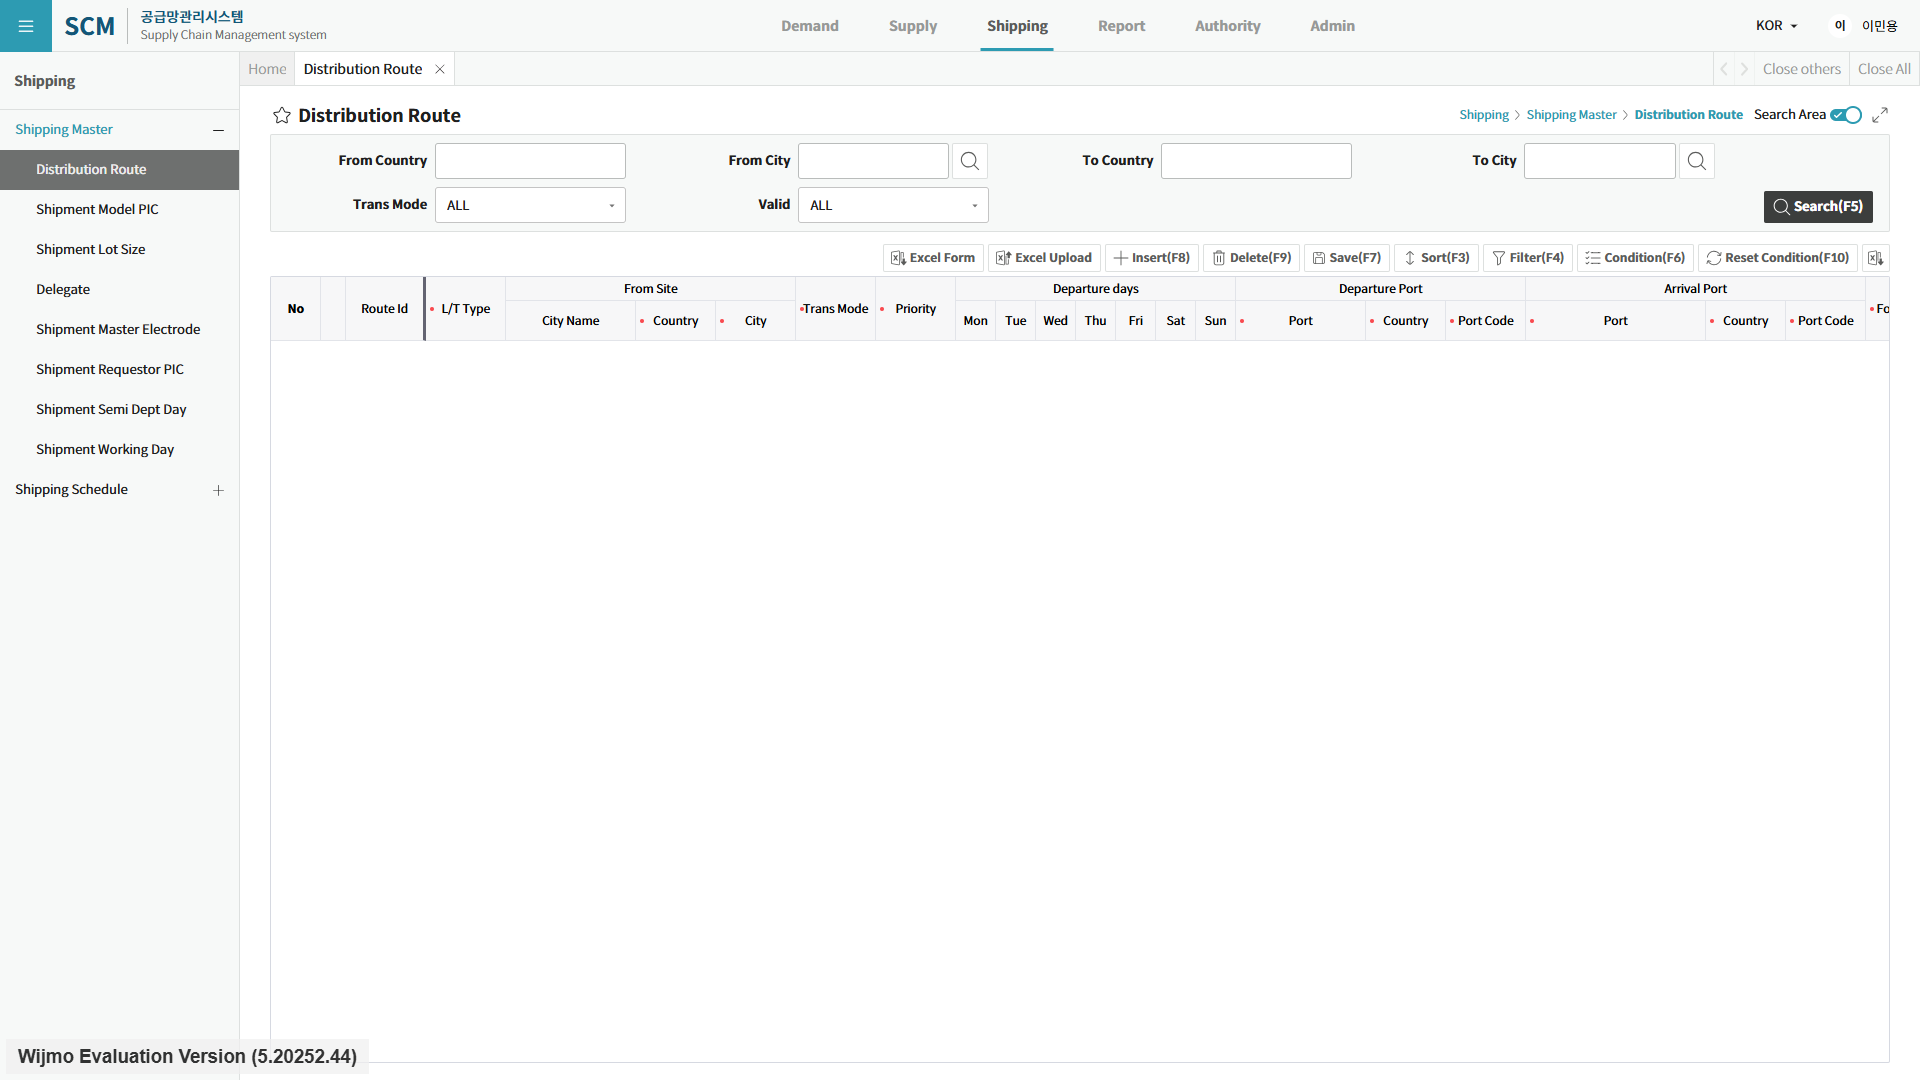 SCM
공급망관리시스템
Supply Chain Management system
Demand
Supply
Shipping
Report
Authority
Admin
KOR
이
이민용
Shipping
Shipping Master
Distribution Route
Shipment Model PIC
Shipment Lot Size
Delegate
Shipment Master Electrode
Shipment Requestor PIC
Shipment Semi Dept Day
Shipment Working Day
Shipping Schedule
Home
Distribution Route
Close others
Close All
Distribution Route
Shipping > Shipping Master > Distribution Route
Search Area
From Country
From City
To Country
To City
Trans Mode
ALL
Valid
ALL
Search(F5)
Excel Form
Excel Upload
Insert(F8)
Delete(F9)
Save(F7)
Sort(F3)
Filter(F4)
Condition(F6)
Reset Condition(F10)
No
Route Id
L/T Type
From Site
City Name
Country
City
Trans Mode
Priority
Departure days
Mon
Tue
Wed
Thu
Fri
Sat
Sun
Departure Port
Port
Country
Port Code
Arrival Port
Port
Country
Port Code
Fo
Wijmo Evaluation Version (5.20252.44)